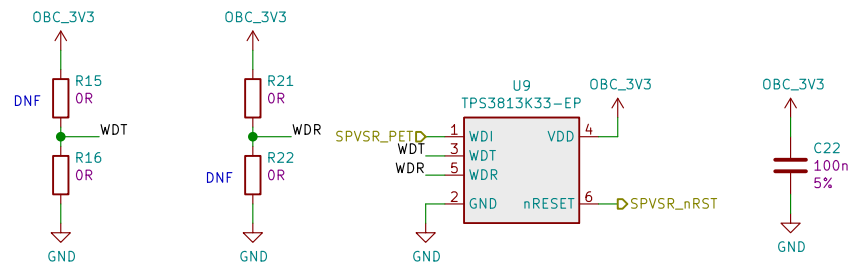 OBC_3V3
R15
0R
DNF
WDT
R16
0R
GND
OBC_3V3
R21
0R
WDR
R22
0R
DNF
GND
U9
TPS3813K33-EP
OBC_3V3
SPVSR_PET
1
WDI
VDD
4
WDT
3
WDT
WDR
5
WDR
2
GND
nRESET
6
SPVSR_nRST
GND
OBC_3V3
C22
100n
5%
GND